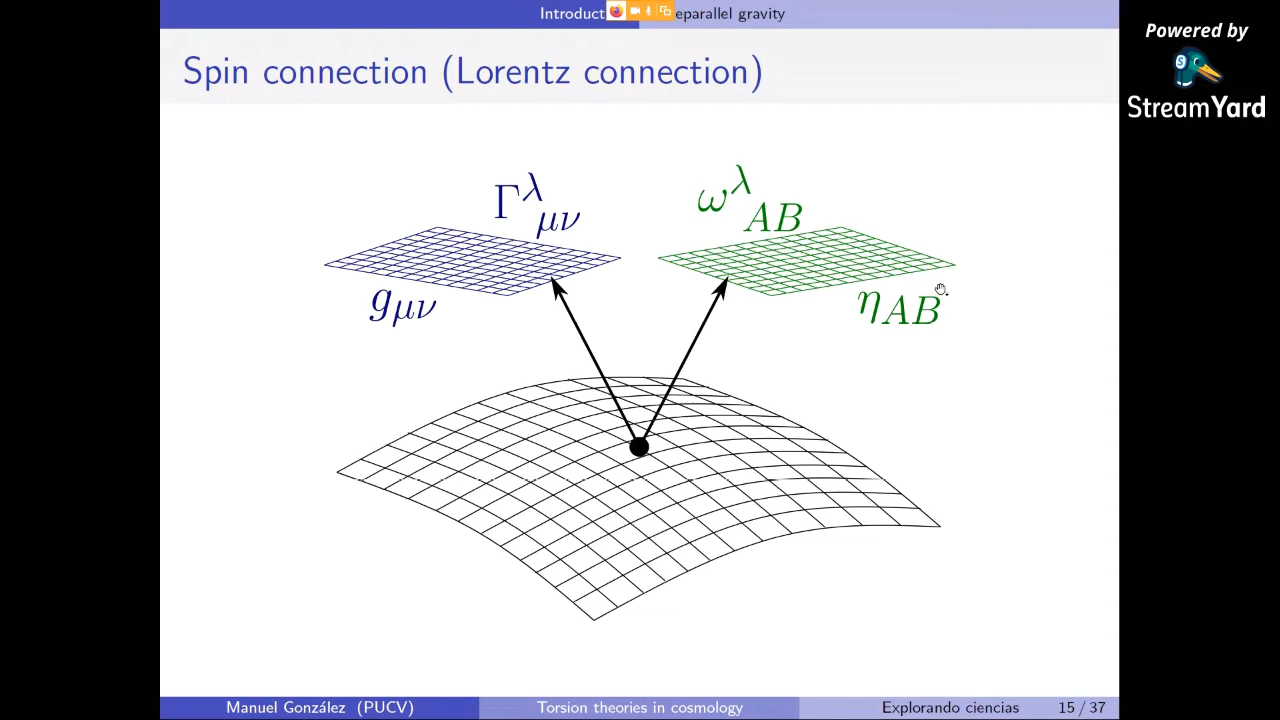 Introduct eparallel gravity
Powered by
StreamYard
Spin connection (Lorentz connection)
Γ^λ_μν
ω^λ_AB
g_μν
η_AB
Manuel González (PUCV) Torsion theories in cosmology Explorando ciencias 15 / 37